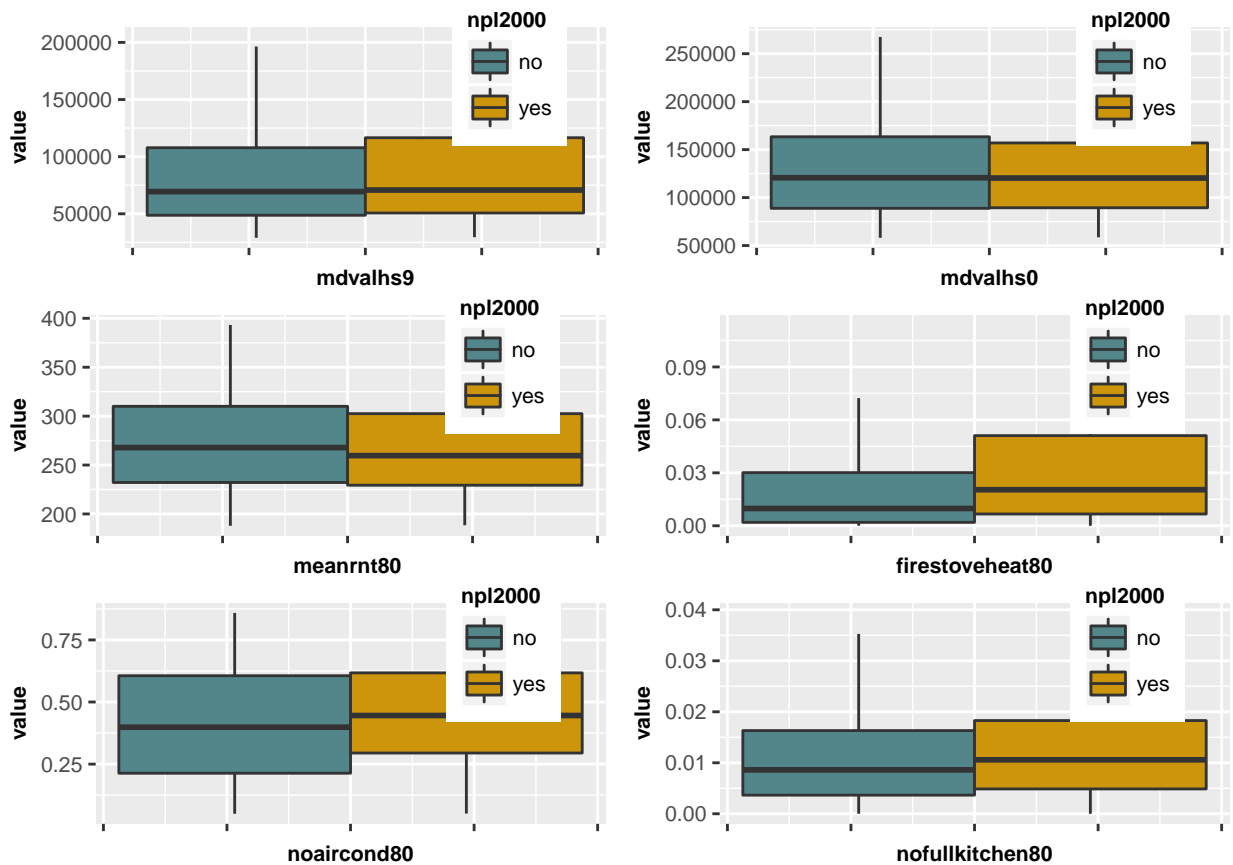 npl2000
no
yes
200000
150000
100000
50000
value
mdvalhs9
npl2000
no
yes
250000
200000
150000
100000
50000
value
mdvalhs0
npl2000
no
yes
400
350
300
250
200
value
meanrnt80
npl2000
no
yes
0.09
0.06
0.03
0.00
value
firestoveheat80
npl2000
no
yes
0.75
0.50
0.25
value
noaircond80
npl2000
no
yes
0.04
0.03
0.02
0.01
0.00
value
nofullkitchen80